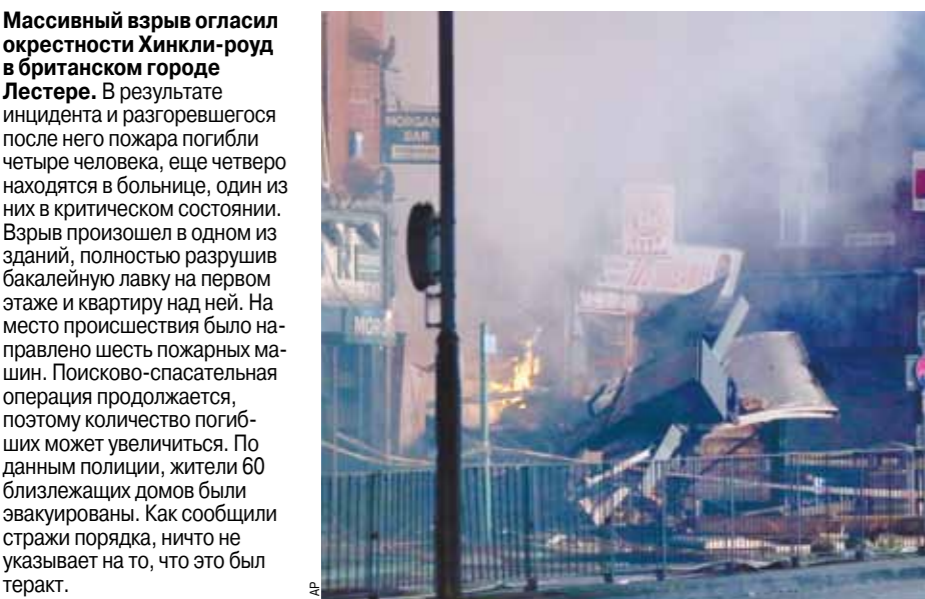 Массивный взрыв огласил
окрестности Хинкли-роуд
в британском городе
Лестере. В результате
инцидента и разгоревшегося
после него пожара погибли
четыре человека, еще четверо
находятся в больнице, один из
них в критическом состоянии.
Взрыв произошел в одном из
зданий, полностью разрушив
бакалейную лавку на первом
этаже и квартиру над ней. На
место происшествия было на-
правлено шесть пожарных ма-
шин. Поисково-спасательная
операция продолжается,
поэтому количество погиб-
ших может увеличиться. По
данным полиции, жители 60
близлежащих домов были
эвакуированы. Как сообщили
стражи порядка, ничто не
указывает на то, что это был
теракт.
AP
MORGAN
BAR
MORG